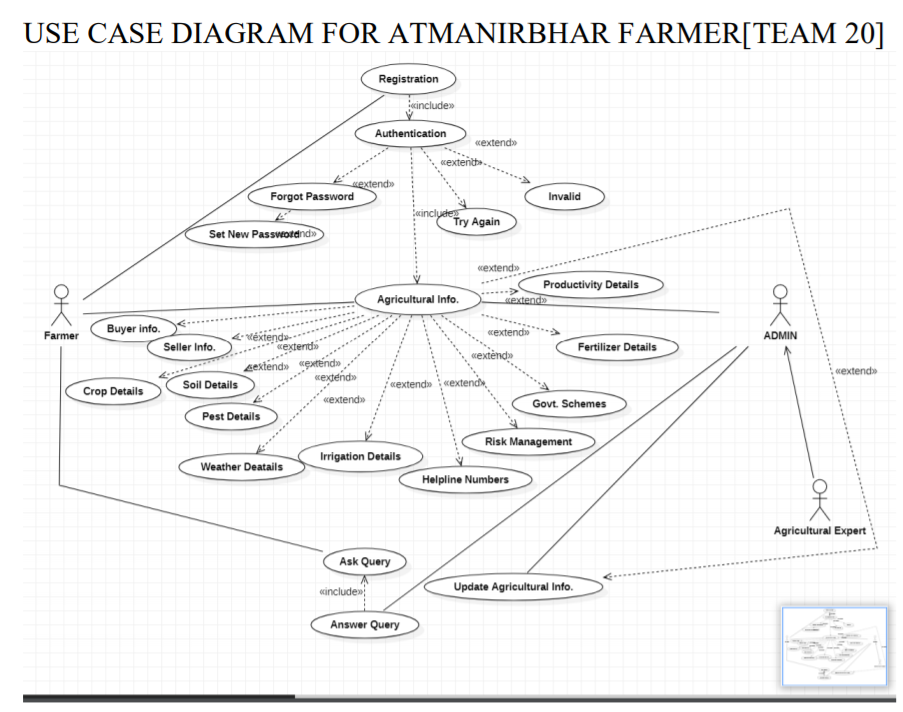 USE CASE DIAGRAM FOR ATMANIRBHAR FARMER[TEAM 20]
Registration
«include»
Authentication
«extend»
«extend»
«extend»
Forgot Password
Invalid
«include»
Try Again
Set New Password
«extend»
«extend»
Productivity Details
Agricultural Info.
«extend»
Farmer
ADMIN
Buyer info.
«extend»
«extend»
Seller Info.
«extend»
Fertilizer Details
«extend»
«extend»
«extend»
«extend»
«extend»
Soil Details
«extend»
«extend»
Crop Details
«extend»
Govt. Schemes
Pest Details
Risk Management
Irrigation Details
Weather Deatails
Helpline Numbers
Agricultural Expert
Ask Query
«include»
Update Agricultural Info.
Answer Query